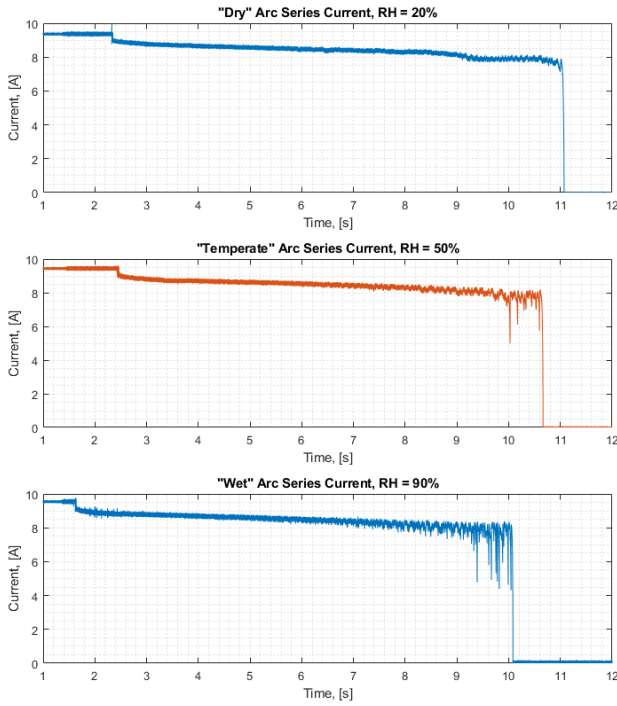 "Dry" Arc Series Current, RH = 20%
10
8
6
4
2
0
Current, [A]
1 2 3 4 5 6 7 8 9 10 11 12
Time, [s]
"Temperate" Arc Series Current, RH = 50%
10
8
6
4
2
0
Current, [A]
1 2 3 4 5 6 7 8 9 10 11 12
Time, [s]
"Wet" Arc Series Current, RH = 90%
10
8
6
4
2
0
Current, [A]
1 2 3 4 5 6 7 8 9 10 11 12
Time, [s]